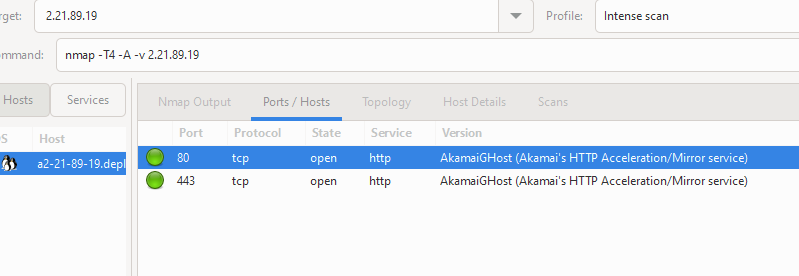 rget: 2.21.89.19 Profile: Intense scan
ommand: nmap -T4 -A -v 2.21.89.19
Hosts Services Nmap Output Ports / Hosts Topology Host Details Scans
S Host Port Protocol State Service Version
a2-21-89-19.depl 80 tcp open http AkamaiGHost (Akamai's HTTP Acceleration/Mirror service)
443 tcp open http AkamaiGHost (Akamai's HTTP Acceleration/Mirror service)